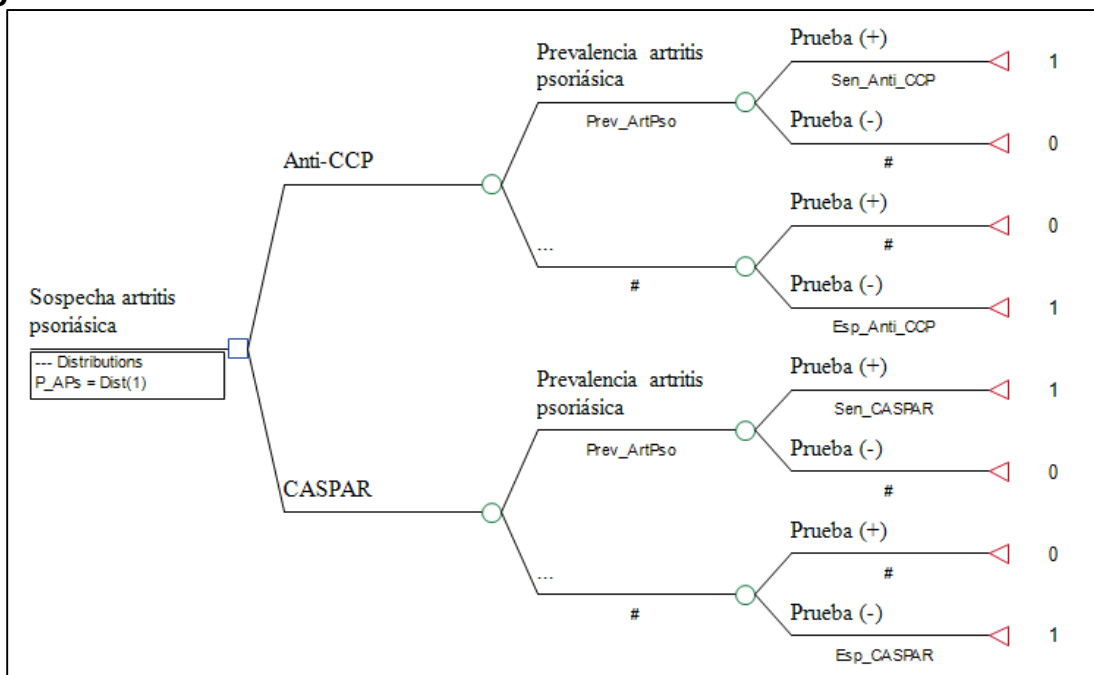 Prevalencia artritis
psoriásica
Prev_ArtPso
Prueba (+)
Sen_Anti_CCP
1
Prueba (-)
#
0
Anti-CCP
---
#
Prueba (+)
#
0
Prueba (-)
Esp_Anti_CCP
1
Sospecha artritis
psoriásica
--- Distributions
P_APs = Dist(1)
Prevalencia artritis
psoriásica
Prev_ArtPso
Prueba (+)
Sen_CASPAR
1
Prueba (-)
#
0
CASPAR
---
#
Prueba (+)
#
0
Prueba (-)
Esp_CASPAR
1